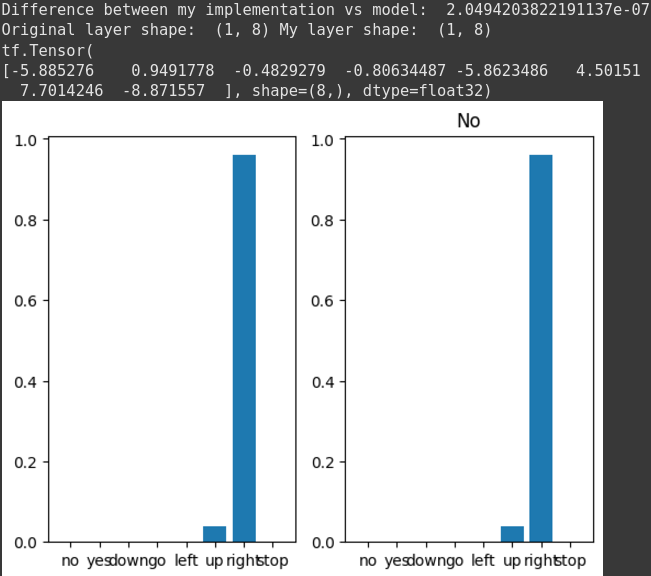 Difference between my implementation vs model:  2.0494203822191137e-07
Original layer shape:  (1, 8) My layer shape:  (1, 8)
tf.Tensor(
[-5.885276    0.9491778  -0.4829279  -0.80634487 -5.8623486   4.50151
  7.7014246  -8.871557  ], shape=(8,), dtype=float32)
No
1.0
0.8
0.6
0.4
0.2
0.0
no yes down go left up right stop
1.0
0.8
0.6
0.4
0.2
0.0
no yes down go left up right stop